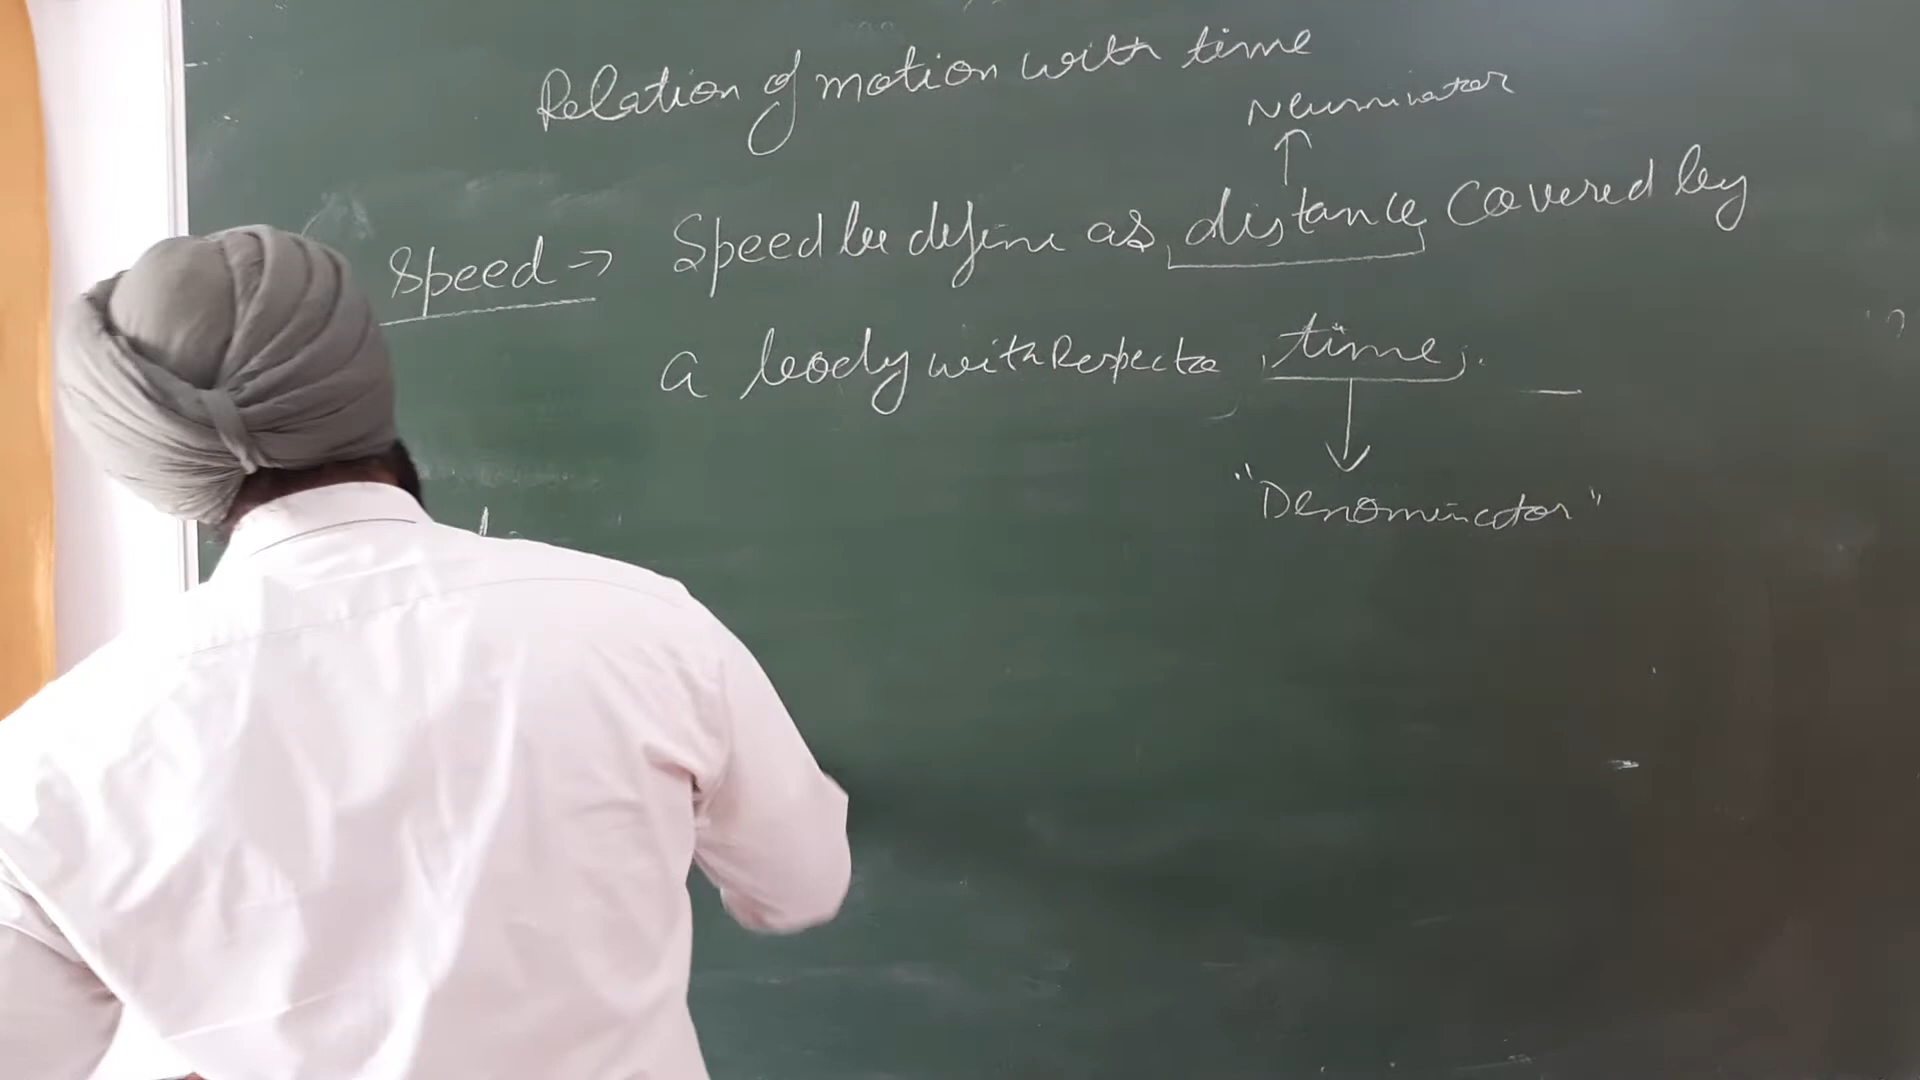 Relation of motion with time
Neuminator
Speed → Speed be define as distance covered by
a body with Respect to time.
"Denominator"